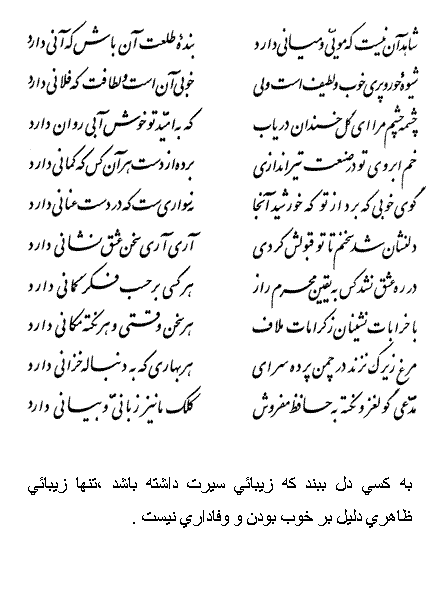 شاهد آن نیست که مویی و میانی دارد بندهٔ طلعت آن باش که آنی دارد
شیوهٔ حور و پری خوب و لطیف است ولی خوبی آن است و لطافت که فلانی دارد
چشمهٔ چشم مرا ای گل خندان دریاب که به امید تو خوش آبی روان دارد
خم ابروی تو در صنعت تیراندازی برده از دست هر آن کس که کمانی دارد
گوی خوبی که برد از تو که خورشید آنجا نه سواری ست که در دست عنانی دارد
دلنشان شد سخنم تا تو قبولش کردی آری آری سخن عشق نشانی دارد
در ره عشق نشد کس به یقین محرم راز هر کسی بر حسب فکر گمانی دارد
با خرابات نشینان ز کرامات ملاف هر سخن وقتی و هر نکته مکانی دارد
مرغ زیرک نزند در چمن پرده سرای هر بهاری که به دنباله خزانی دارد
مدعی گو لغز و نکته به حافظ مفروش کلک ما نیز زبانی و بیانی دارد
به كسي دل ببند كه زيبائي سيرت داشته باشد ،تنها زيبائي
ظاهري دليل بر خوب بودن و وفاداري نيست .